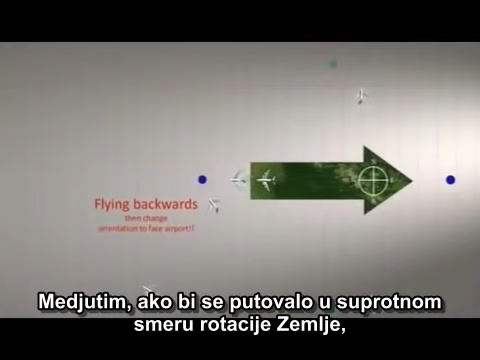 Flying backwards
then change
orientation to face airport!!
Medjutim, ako bi se putovalo u suprotnom
smeru rotacije Zemlje,